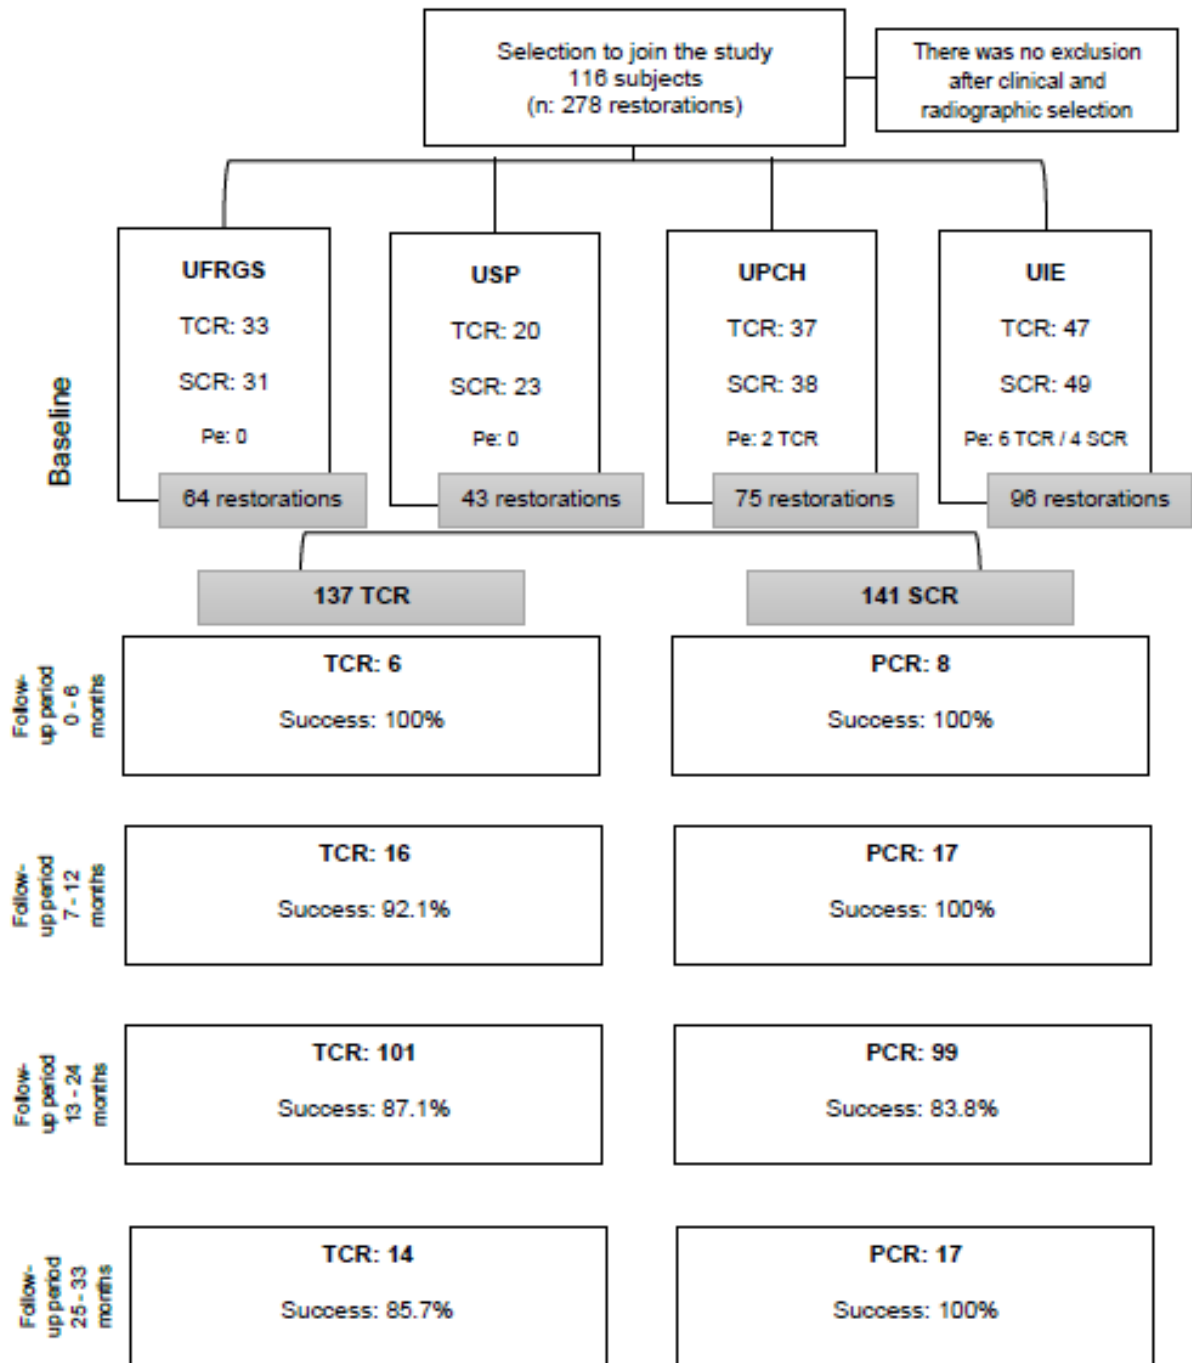 Selection to join the study
116 subjects
(n: 278 restorations)
There was no exclusion
after clinical and
radiographic selection
Baseline
UFRGS
TCR: 33
SCR: 31
Pe: 0
64 restorations
USP
TCR: 20
SCR: 23
Pe: 0
43 restorations
UPCH
TCR: 37
SCR: 38
Pe: 2 TCR
75 restorations
UIE
TCR: 47
SCR: 49
Pe: 6 TCR / 4 SCR
96 restorations
137 TCR
141 SCR
Follow-
up period
0 - 6
months
TCR: 6
Success: 100%
PCR: 8
Success: 100%
Follow-
up period
7 - 12
months
TCR: 16
Success: 92.1%
PCR: 17
Success: 100%
Follow-
up period
13 - 24
months
TCR: 101
Success: 87.1%
PCR: 99
Success: 83.8%
Follow-
up period
25 - 33
months
TCR: 14
Success: 85.7%
PCR: 17
Success: 100%